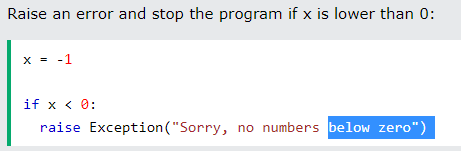 Raise an error and stop the program if x is lower than 0:
x = -1
if x < 0:
  raise Exception("Sorry, no numbers below zero")